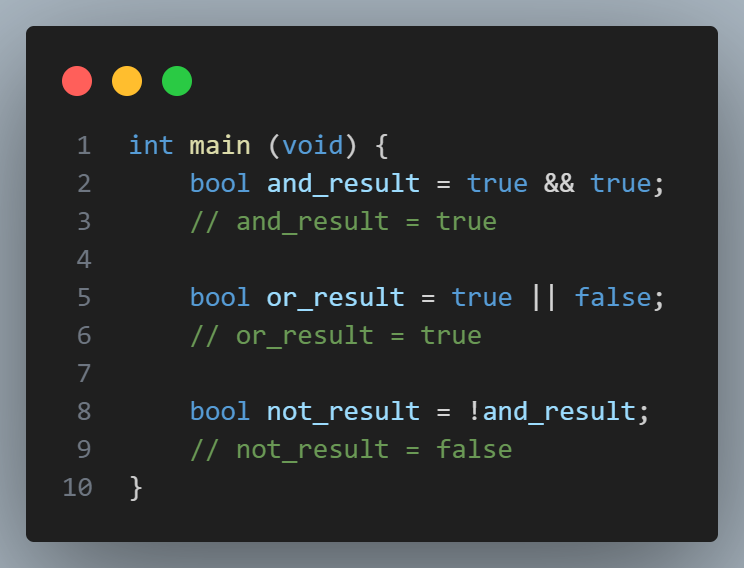 1 int main (void) {
2     bool and_result = true && true;
3     // and_result = true
4
5     bool or_result = true || false;
6     // or_result = true
7
8     bool not_result = !and_result;
9     // not_result = false
10 }